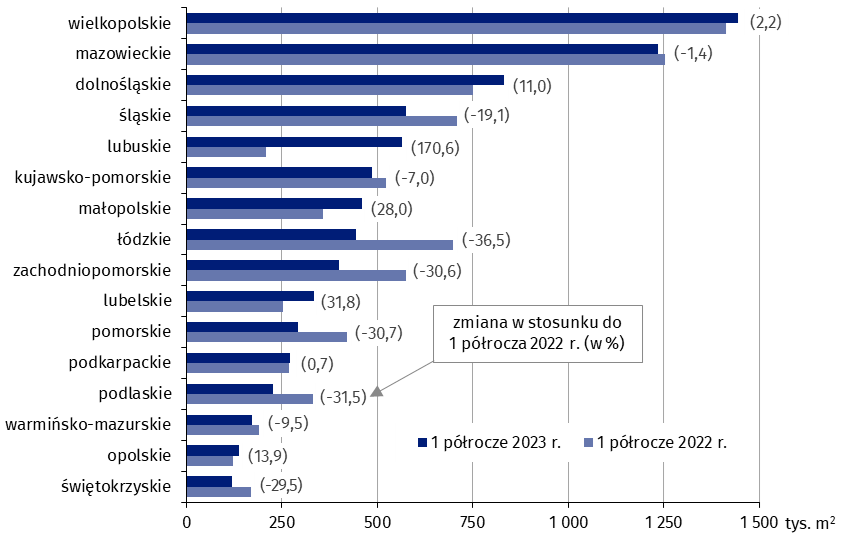 wielkopolskie (2,2)
mazowieckie (-1,4)
dolnośląskie (11,0)
śląskie (-19,1)
lubuskie (170,6)
kujawsko-pomorskie (-7,0)
małopolskie (28,0)
łódzkie (-36,5)
zachodniopomorskie (-30,6)
lubelskie (31,8)
pomorskie (-30,7)
zmiana w stosunku do
1 półrocza 2022 r. (w %)
podkarpackie (0,7)
podlaskie (-31,5)
warmińsko-mazurskie (-9,5)
1 półrocze 2023 r. 1 półrocze 2022 r.
opolskie (13,9)
świętokrzyskie (-29,5)
0 250 500 750 1 000 1 250 1 500 tys. m²